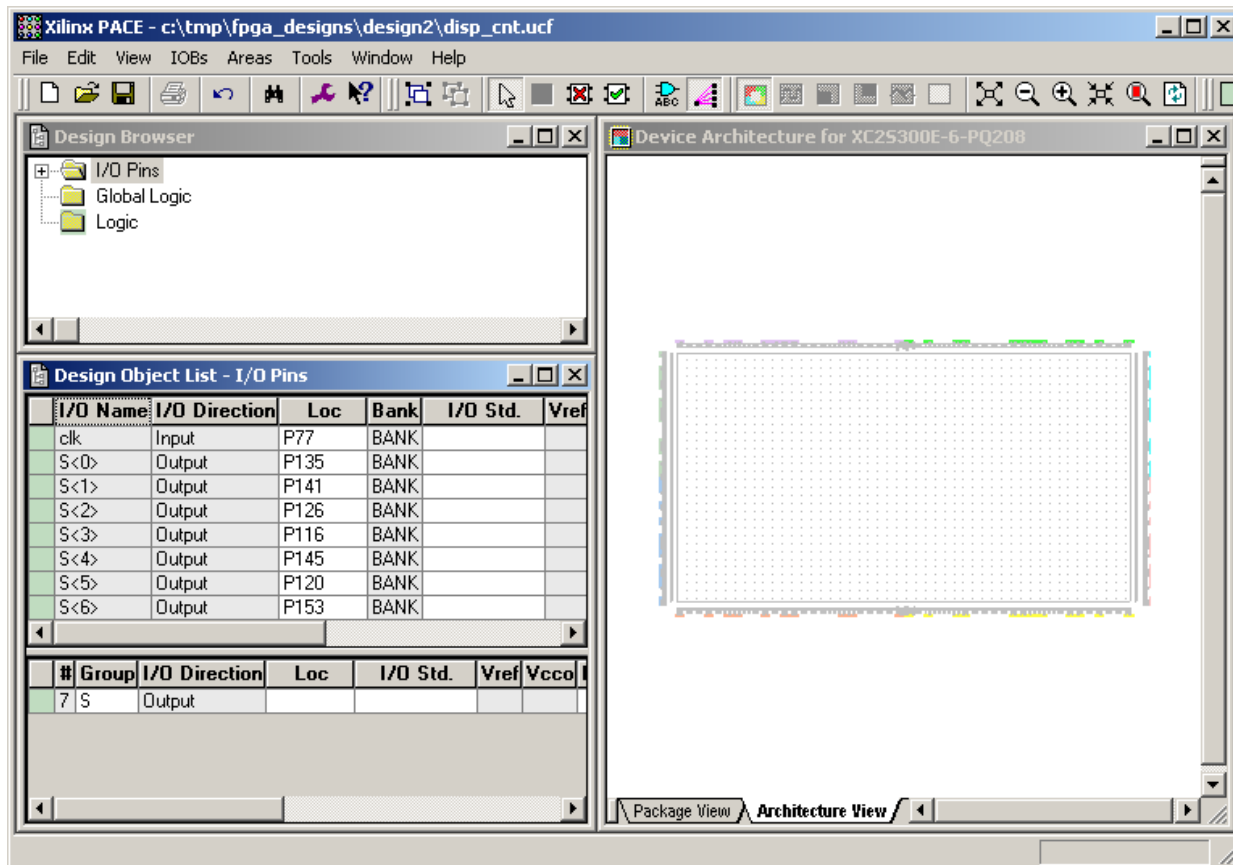 Xilinx PACE - c:\tmp\fpga_designs\design2\disp_cnt.ucf
File Edit View IOBs Areas Tools Window Help
ABC
Design Browser
I/O Pins
Global Logic
Logic
Design Object List - I/O Pins
I/O Name I/O Direction Loc Bank I/O Std. Vref
clk Input P77 BANK
S<0> Output P135 BANK
S<1> Output P141 BANK
S<2> Output P126 BANK
S<3> Output P116 BANK
S<4> Output P145 BANK
S<5> Output P120 BANK
S<6> Output P153 BANK
# Group I/O Direction Loc I/O Std. Vref Vcco
7 S Output
Device Architecture for XC2S300E-6-PQ208
Package View Architecture View